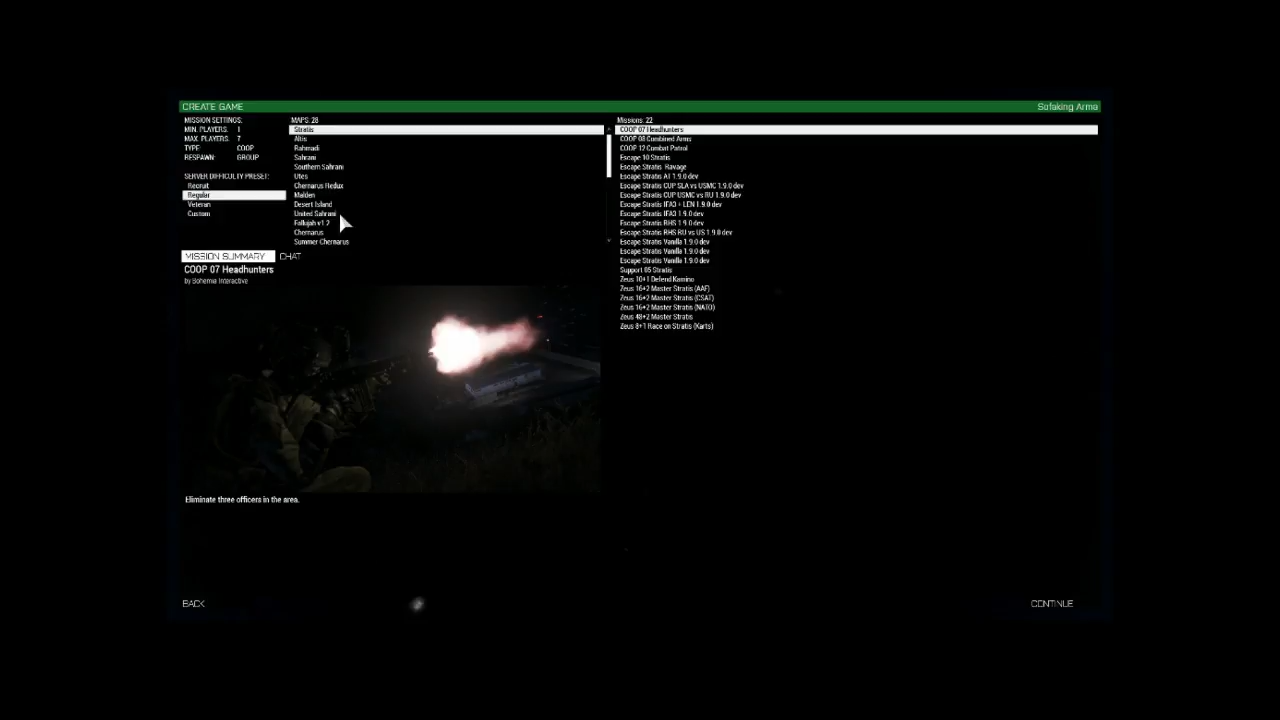 CREATE GAME
Sofaking Arma
MISSION SETTINGS:
MIN. PLAYERS: 1
MAX. PLAYERS: 7
TYPE: COOP
RESPAWN: GROUP
SERVER DIFFICULTY PRESET:
Recruit
Regular
Veteran
Custom
MAPS: 28
Stratis
Altis
Rahmadi
Sahrani
Southern Sahrani
Utes
Chernarus Redux
Malden
Desert Island
United Sahrani
Fallujah v1.2
Chernarus
Summer Chernarus
Missions: 22
COOP 07 Headhunters
COOP 08 Combined Arms
COOP 12 Combat Patrol
Escape 10 Stratis
Escape Stratis Ravage
Escape Stratis A1 1.9.0 dev
Escape Stratis CUP SLA vs USMC 1.9.0 dev
Escape Stratis CUP USMC vs RU 1.9.0 dev
Escape Stratis IFA3 + LEN 1.9.0 dev
Escape Stratis IFA3 1.9.0 dev
Escape Stratis RHS 1.9.0 dev
Escape Stratis RHS RU vs US 1.9.0 dev
Escape Stratis Vanilla 1.9.0 dev
Escape Stratis Vanilla 1.9.0 dev
Escape Stratis Vanilla 1.9.0 dev
Support 05 Stratis
Zeus 10+1 Defend Kamino
Zeus 16+2 Master Stratis (AAF)
Zeus 16+2 Master Stratis (CSAT)
Zeus 16+2 Master Stratis (NATO)
Zeus 48+2 Master Stratis
Zeus 8+1 Race on Stratis (Karts)
MISSION SUMMARY
CHAT
COOP 07 Headhunters
by Bohemia Interactive
Eliminate three officers in the area.
BACK
CONTINUE